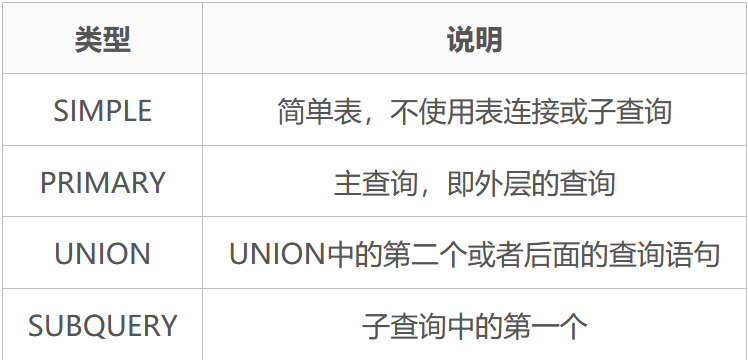 类型 说明
SIMPLE 简单表，不使用表连接或子查询
PRIMARY 主查询，即外层的查询
UNION UNION中的第二个或者后面的查询语句
SUBQUERY 子查询中的第一个